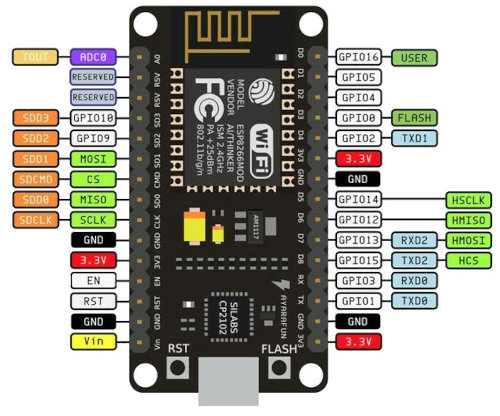 TOUT ADC0 A0 D0 GPIO16 USER
RESERVED RSV D1 GPIO5
RESERVED RSV D2 GPIO4
SDD3 GPIO10 SD3 D3 GPIO0 FLASH
SDD2 GPIO9 SD2 D4 GPIO2 TXD1
SDD1 MOSI SD1 3V3 3.3V
SDCMD CS CMD GND GND
SDD0 MISO SD0 D5 GPIO14 HSCLK
SDCLK SCLK CLK D6 GPIO12 HMISO
GND GND D7 GPIO13 RXD2 HMOSI
3.3V 3V3 D8 GPIO15 TXD2 HCS
EN EN RX GPIO3 RXD0
RST RST TX GPIO1 TXD0
GND GND GND GND
Vin Vin 3V3 3.3V
MODEL ESP8266MOD
VENDOR AITHINKER
ISM 2.4GHz
PA +25dBm
802.11b/g/n
FC
Wi Fi
AM1117
SILABS
CP2102
AYARAFUN
RST FLASH